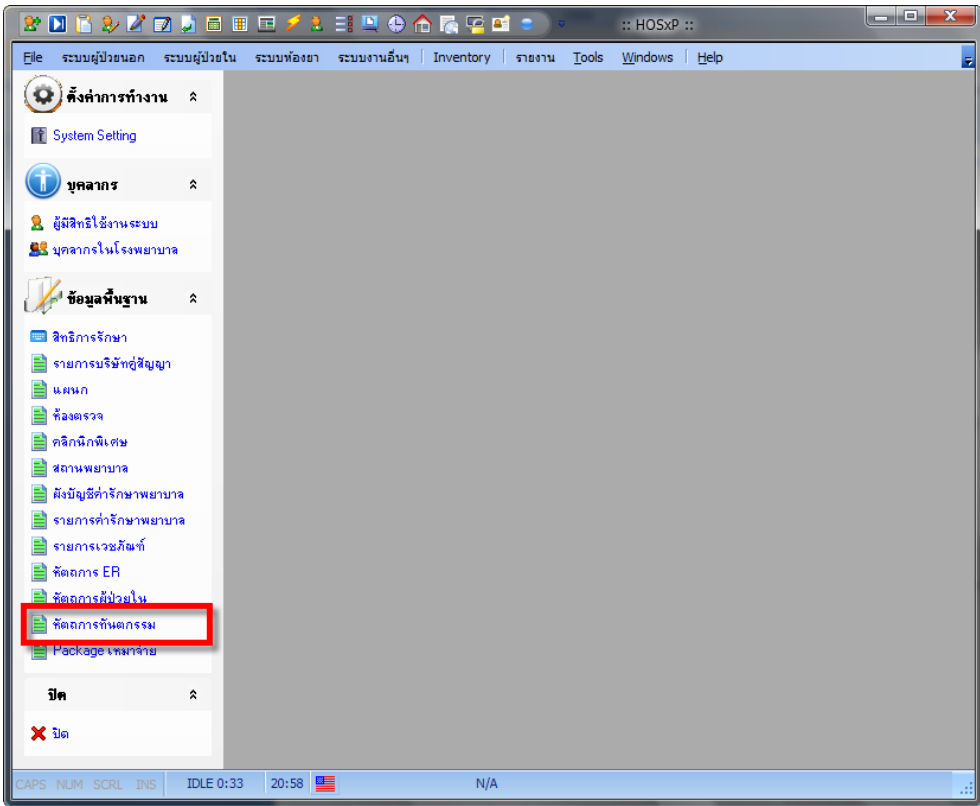 :: HOSxP ::
File ระบบผู้ป่วยนอก ระบบผู้ป่วยใน ระบบห้องยา ระบบงานอื่นๆ Inventory รายงาน Tools Windows Help
ตั้งค่าการทำงาน
System Setting
บุคลากร
ผู้มีสิทธิใช้งานระบบ
บุคลากรในโรงพยาบาล
ข้อมูลพื้นฐาน
สิทธิการรักษา
รายการบริษัทคู่สัญญา
แผนก
ห้องตรวจ
คลิกนิกพิเศษ
สถานพยาบาล
ผังบัญชีค่ารักษาพยาบาล
รายการค่ารักษาพยาบาล
รายการเวชภัณฑ์
หัตถการ ER
หัตถการผู้ป่วยใน
หัตถการทันตกรรม
Package เหมาจ่าย
ปิด
ปิด
CAPS NUM SCRL INS IDLE 0:33 20:58 N/A